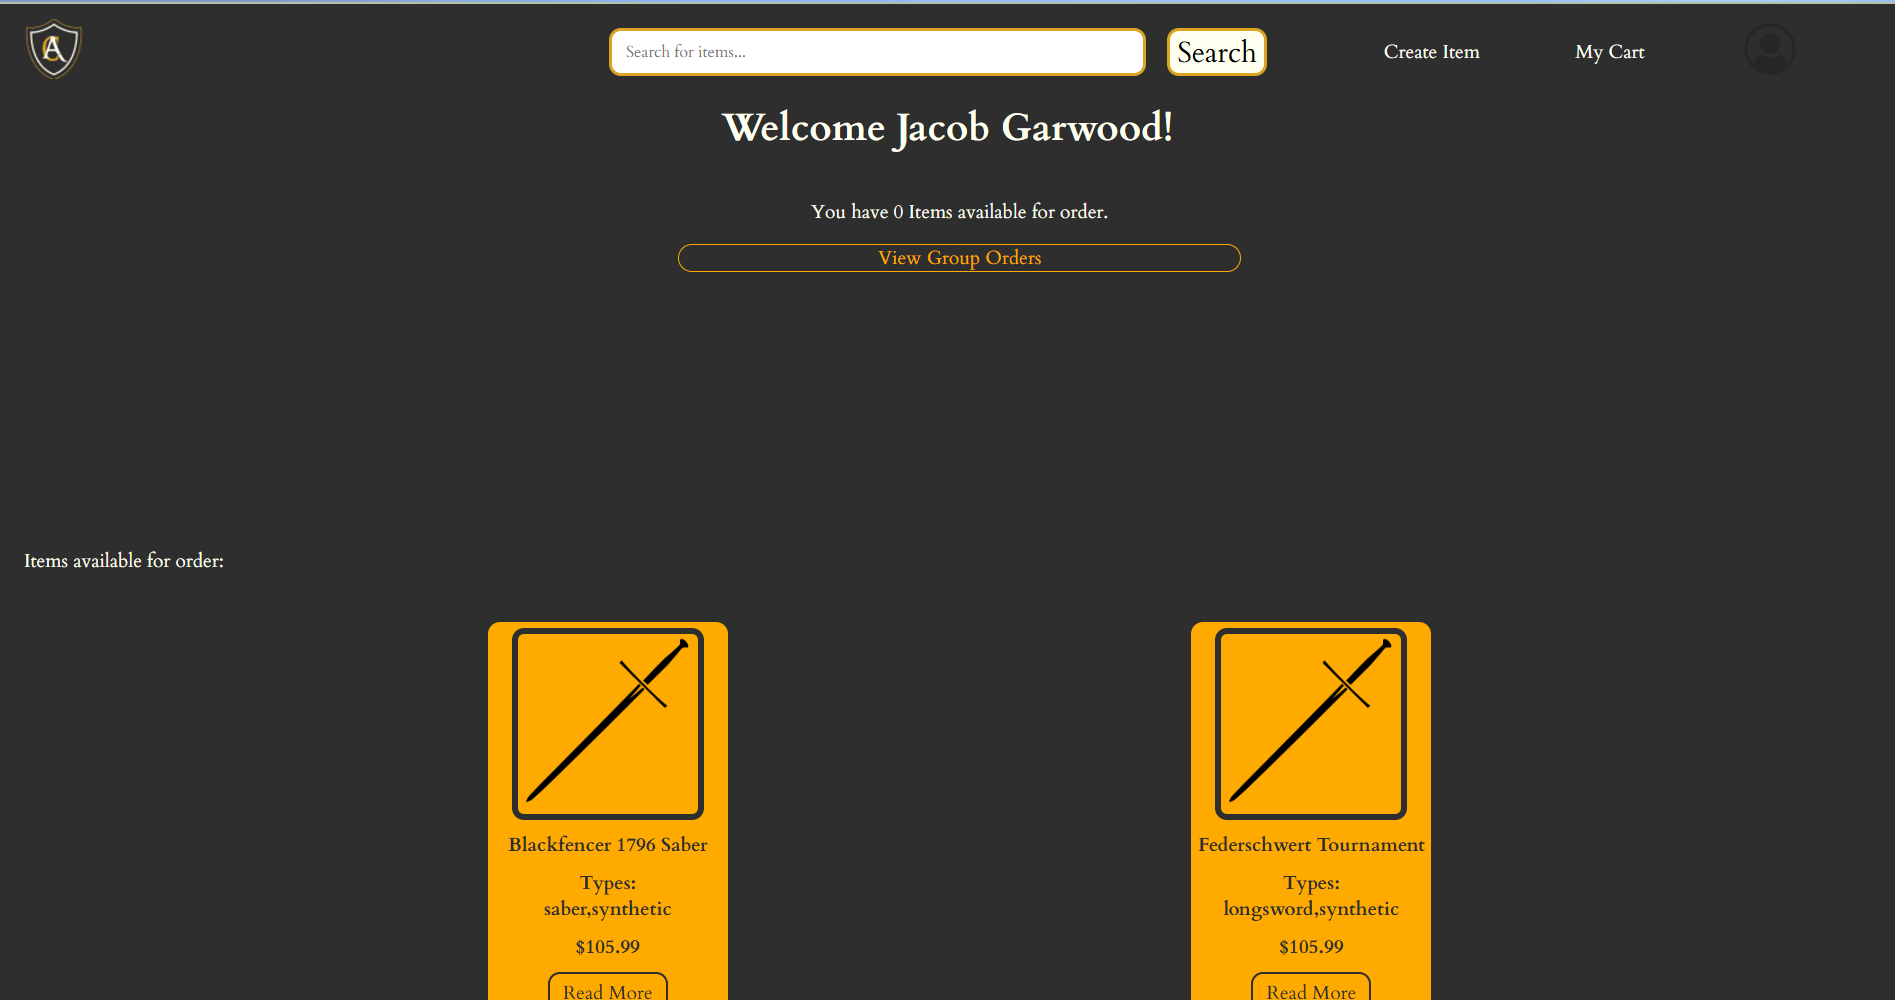 CA
Search for items...
Search
Create Item
My Cart
Welcome Jacob Garwood!
You have 0 Items available for order.
View Group Orders
Items available for order:
Blackfencer 1796 Saber
Types:
saber,synthetic
$105.99
Read More
Federschwert Tournament
Types:
longsword,synthetic
$105.99
Read More